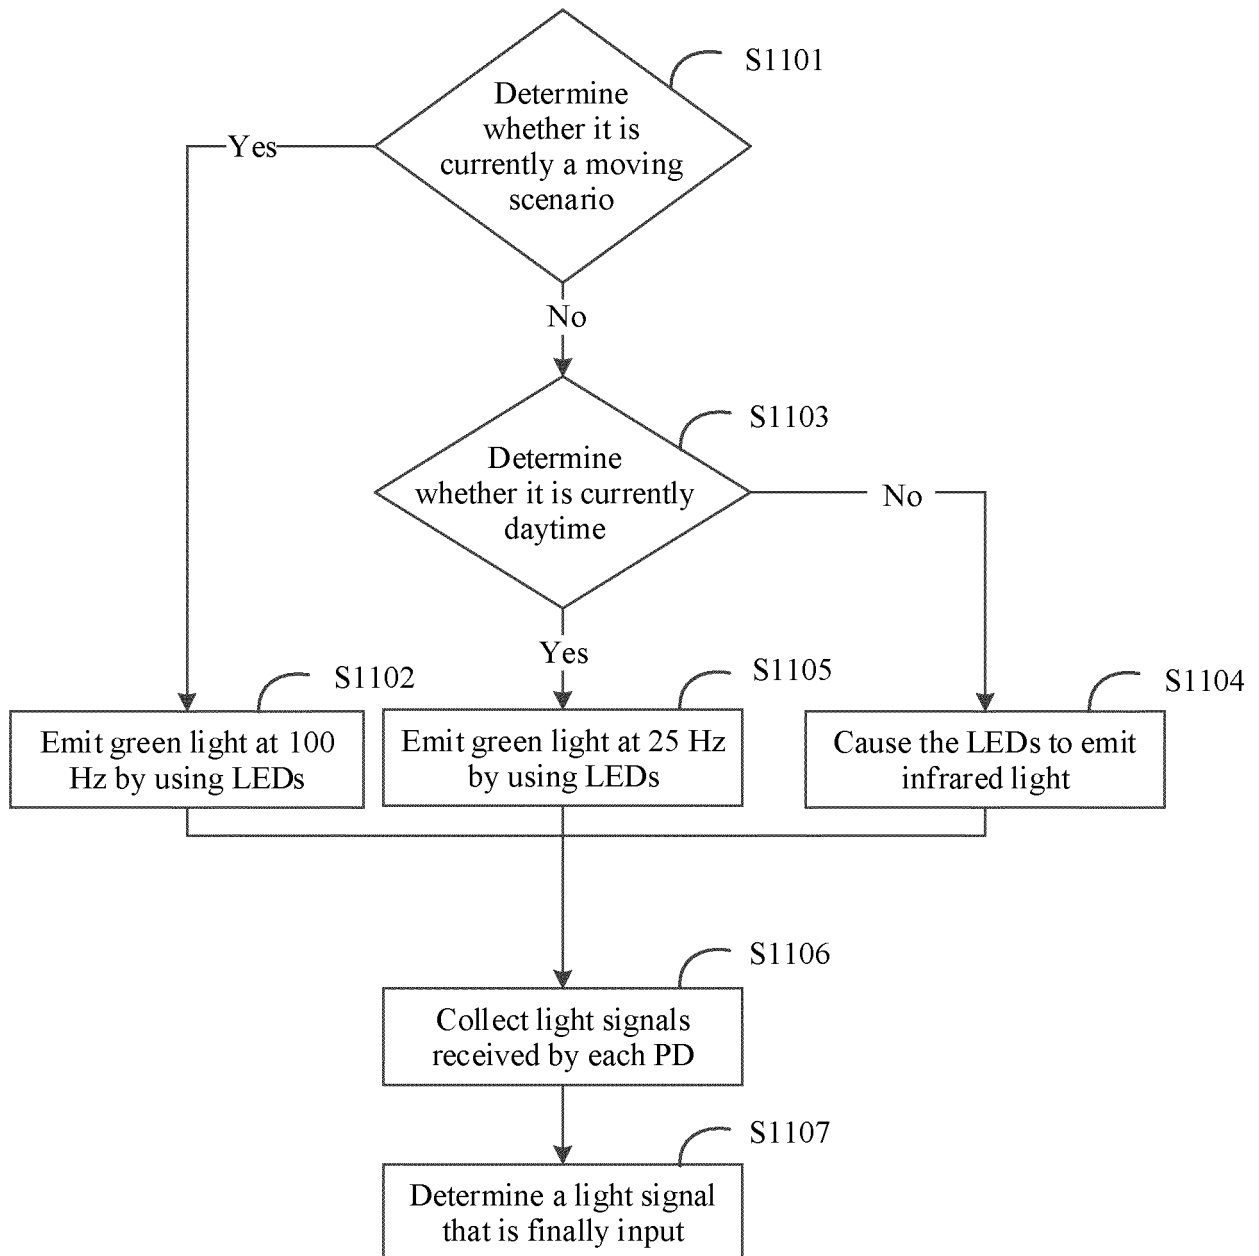 S1101
Determine
whether it is
currently a moving
scenario
Yes
No
S1103
Determine
whether it is currently
daytime
No
Yes
S1102
Emit green light at 100
Hz by using LEDs
S1105
Emit green light at 25 Hz
by using LEDs
S1104
Cause the LEDs to emit
infrared light
S1106
Collect light signals
received by each PD
S1107
Determine a light signal
that is finally input